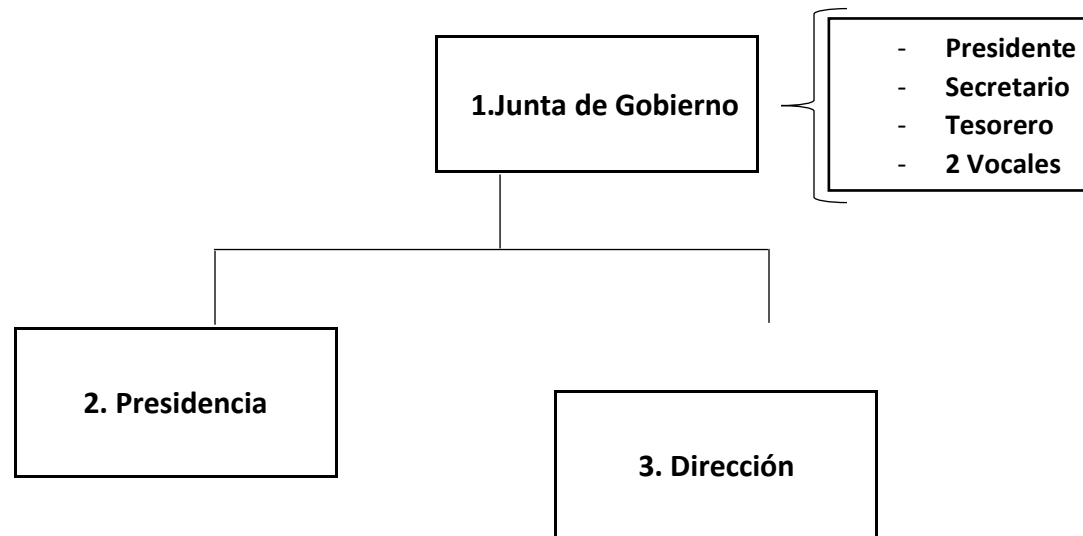 1.Junta de Gobierno
- Presidente
- Secretario
- Tesorero
- 2 Vocales
2. Presidencia
3. Dirección